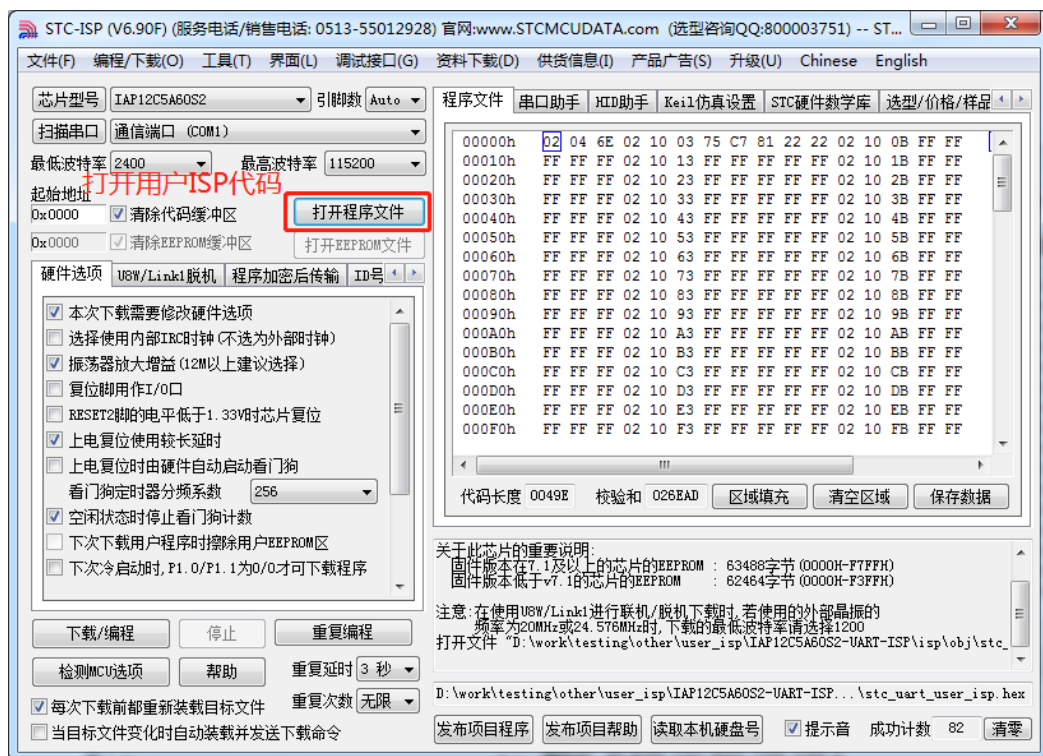 STC-ISP (V6.90F) (服务电话/销售电话: 0513-55012928) 官网:www.STCMCUDATA.com (选型咨询QQ:800003751) -- ST...
文件(F) 编程/下载(O) 工具(T) 界面(L) 调试接口(G) 资料下载(D) 供货信息(I) 产品广告(S) 升级(U) Chinese English
芯片型号 IAP12C5A60S2 引脚数 Auto
扫描串口 通信端口 (COM1)
最低波特率 2400 最高波特率 115200
打开用户ISP代码
起始地址
0x0000 清除代码缓冲区 打开程序文件
0x0000 清除EEPROM缓冲区 打开EEPROM文件
硬件选项 U8W/Link1脱机 程序加密后传输 ID号
本次下载需要修改硬件选项
选择使用内部IRC时钟(不选为外部时钟)
振荡器放大增益(12M以上建议选择)
复位脚用作I/O口
RESET2脚的电平低于1.33V时芯片复位
上电复位使用较长延时
上电复位时由硬件自动启动看门狗
看门狗定时器分频系数 256
空闲状态时停止看门狗计数
下次下载用户程序时擦除用户EEPROM区
下次冷启动时,P1.0/P1.1为0/0才可下载程序
下载/编程 停止 重复编程
检测MCU选项 帮助 重复延时 3 秒
每次下载前都重新装载目标文件 重复次数 无限
当目标文件变化时自动装载并发送下载命令
程序文件 串口助手 HID助手 Keil仿真设置 STC硬件数学库 选型/价格/样品
00000h 02 04 6E 02 10 03 75 C7 81 22 22 02 10 0B FF FF
00010h FF FF FF 02 10 13 FF FF FF FF FF 02 10 1B FF FF
00020h FF FF FF 02 10 23 FF FF FF FF FF 02 10 2B FF FF
00030h FF FF FF 02 10 33 FF FF FF FF FF 02 10 3B FF FF
00040h FF FF FF 02 10 43 FF FF FF FF FF 02 10 4B FF FF
00050h FF FF FF 02 10 53 FF FF FF FF FF 02 10 5B FF FF
00060h FF FF FF 02 10 63 FF FF FF FF FF 02 10 6B FF FF
00070h FF FF FF 02 10 73 FF FF FF FF FF 02 10 7B FF FF
00080h FF FF FF 02 10 83 FF FF FF FF FF 02 10 8B FF FF
00090h FF FF FF 02 10 93 FF FF FF FF FF 02 10 9B FF FF
000A0h FF FF FF 02 10 A3 FF FF FF FF FF 02 10 AB FF FF
000B0h FF FF FF 02 10 B3 FF FF FF FF FF 02 10 BB FF FF
000C0h FF FF FF 02 10 C3 FF FF FF FF FF 02 10 CB FF FF
000D0h FF FF FF 02 10 D3 FF FF FF FF FF 02 10 DB FF FF
000E0h FF FF FF 02 10 E3 FF FF FF FF FF 02 10 EB FF FF
000F0h FF FF FF 02 10 F3 FF FF FF FF FF 02 10 FB FF FF
代码长度 0049E 校验和 026EAD 区域填充 清空区域 保存数据
关于此芯片的重要说明:
固件版本在7.1及以上的芯片的EEPROM : 63488字节(0000H-F7FFH)
固件版本低于v7.1的芯片的EEPROM : 62464字节(0000H-F3FFH)
注意:在使用U8W/Link1进行联机/脱机下载时,若使用的外部晶振的
频率为20MHz或24.576MHz时,下载的最低波特率请选择1200
打开文件 "D:\work\testing\other\user_isp\IAP12C5A60S2-UART-ISP\isp\obj\stc_
D:\work\testing\other\user_isp\IAP12C5A60S2-UART-ISP...\stc_uart_user_isp.hex
发布项目程序 发布项目帮助 读取本机硬盘号 提示音 成功计数 82 清零